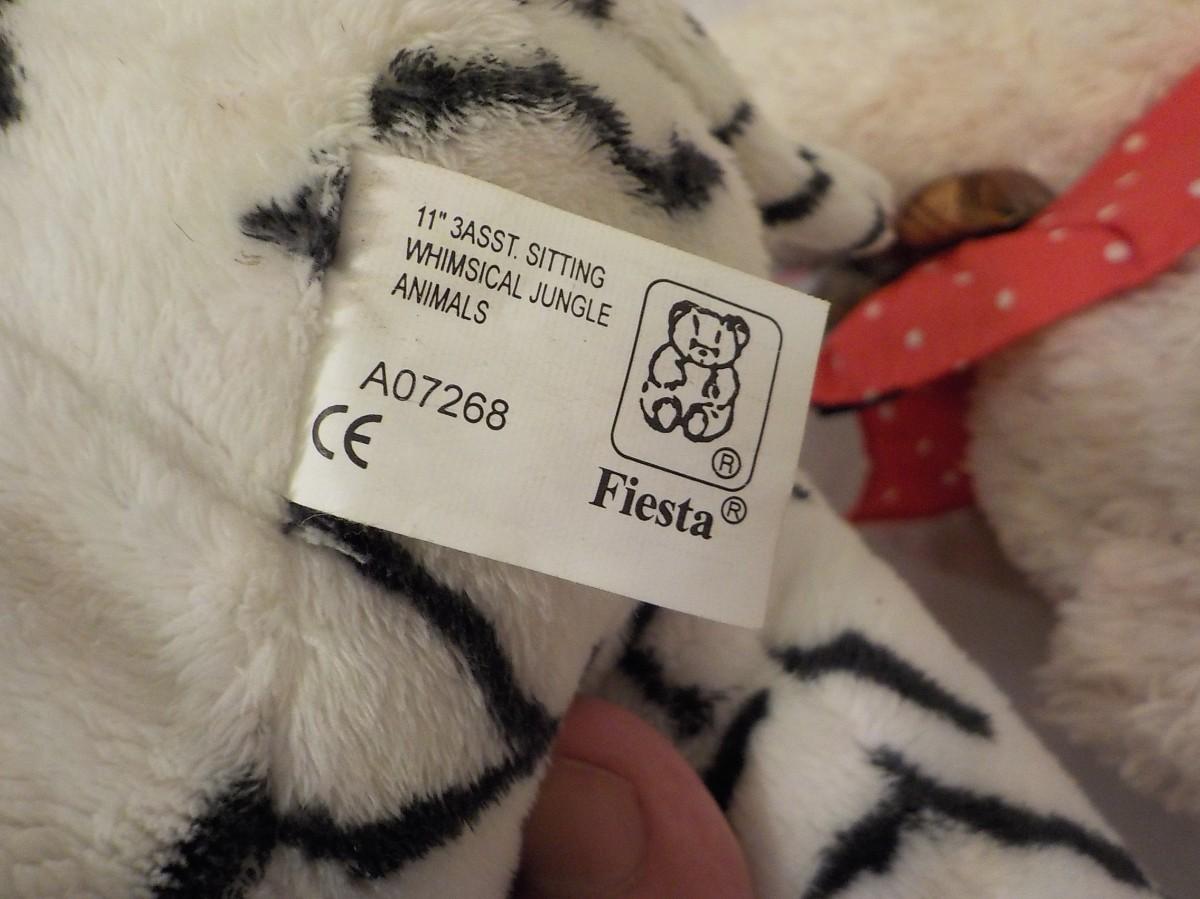 11" 3ASST. SITTING
WHIMSICAL JUNGLE
ANIMALS
A07268
CE
®
Fiesta®